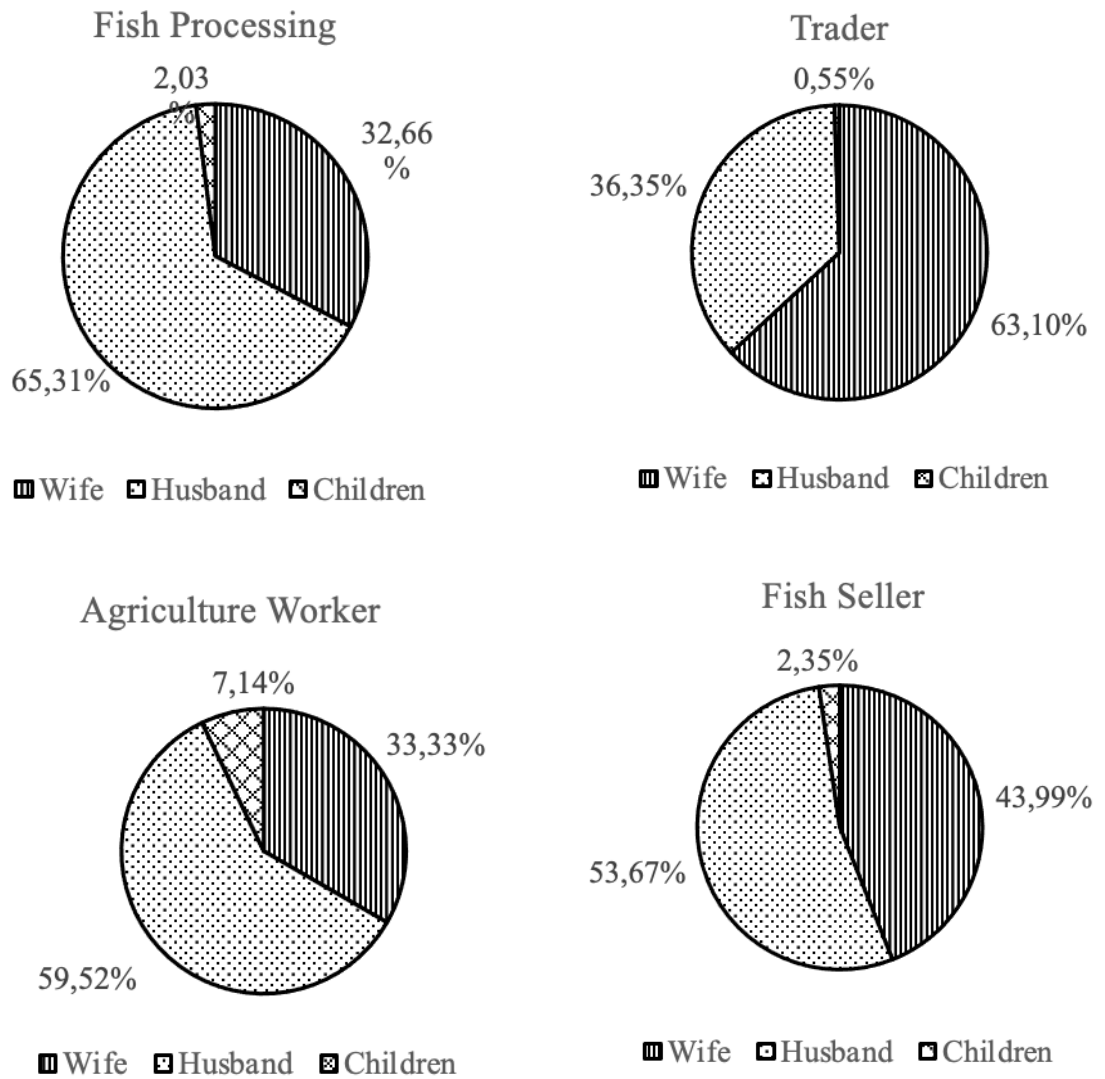 Fish Processing
2,03
%
32,66
%
65,31%
Wife Husband Children
Trader
0,55%
36,35%
63,10%
Wife Husband Children
Agriculture Worker
7,14%
33,33%
59,52%
Wife Husband Children
Fish Seller
2,35%
43,99%
53,67%
Wife Husband Children